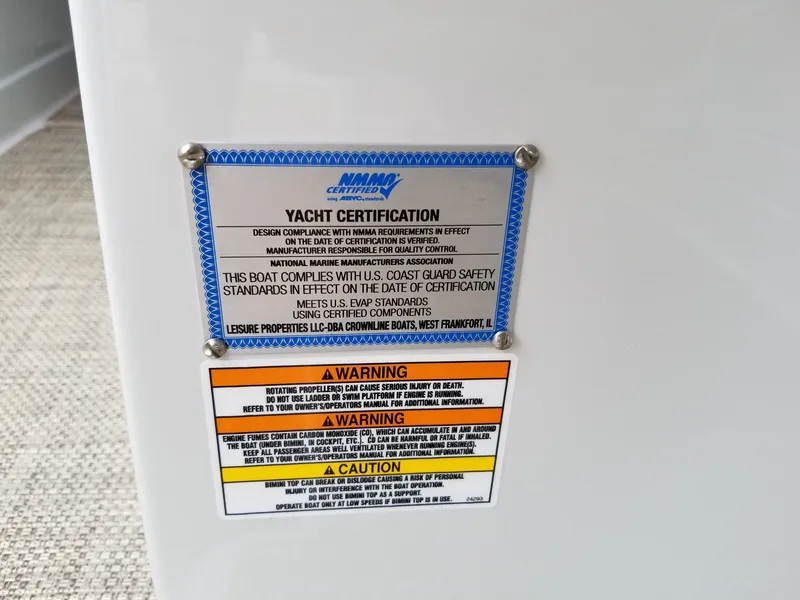 NMMA
CERTIFIED
using ABYC standards
YACHT CERTIFICATION
DESIGN COMPLIANCE WITH NMMA REQUIREMENTS IN EFFECT
ON THE DATE OF CERTIFICATION IS VERIFIED.
MANUFACTURER RESPONSIBLE FOR QUALITY CONTROL
NATIONAL MARINE MANUFACTURERS ASSOCIATION
THIS BOAT COMPLIES WITH U.S. COAST GUARD SAFETY
STANDARDS IN EFFECT ON THE DATE OF CERTIFICATION
MEETS U.S. EVAP STANDARDS
USING CERTIFIED COMPONENTS
LEISURE PROPERTIES LLC-DBA CROWNLINE BOATS, WEST FRANKFORT, IL
WARNING
ROTATING PROPELLER(S) CAN CAUSE SERIOUS INJURY OR DEATH.
DO NOT USE LADDER OR SWIM PLATFORM IF ENGINE IS RUNNING.
REFER TO YOUR OWNER'S/OPERATORS MANUAL FOR ADDITIONAL INFORMATION.
WARNING
ENGINE FUMES CONTAIN CARBON MONOXIDE (CO), WHICH CAN ACCUMULATE IN AND AROUND
THE BOAT (UNDER BIMINI, IN COCKPIT, ETC.). CO CAN BE HARMFUL OR FATAL IF INHALED.
KEEP ALL PASSENGER AREAS WELL VENTILATED WHENEVER RUNNING ENGINE(S).
REFER TO YOUR OWNER'S/OPERATORS MANUAL FOR ADDITIONAL INFORMATION.
CAUTION
BIMINI TOP CAN BREAK OR DISLODGE CAUSING A RISK OF PERSONAL
INJURY OR INTERFERENCE WITH THE BOAT OPERATION.
DO NOT USE BIMINI TOP AS A SUPPORT.
OPERATE BOAT ONLY AT LOW SPEEDS IF BIMINI TOP IS IN USE.
24293